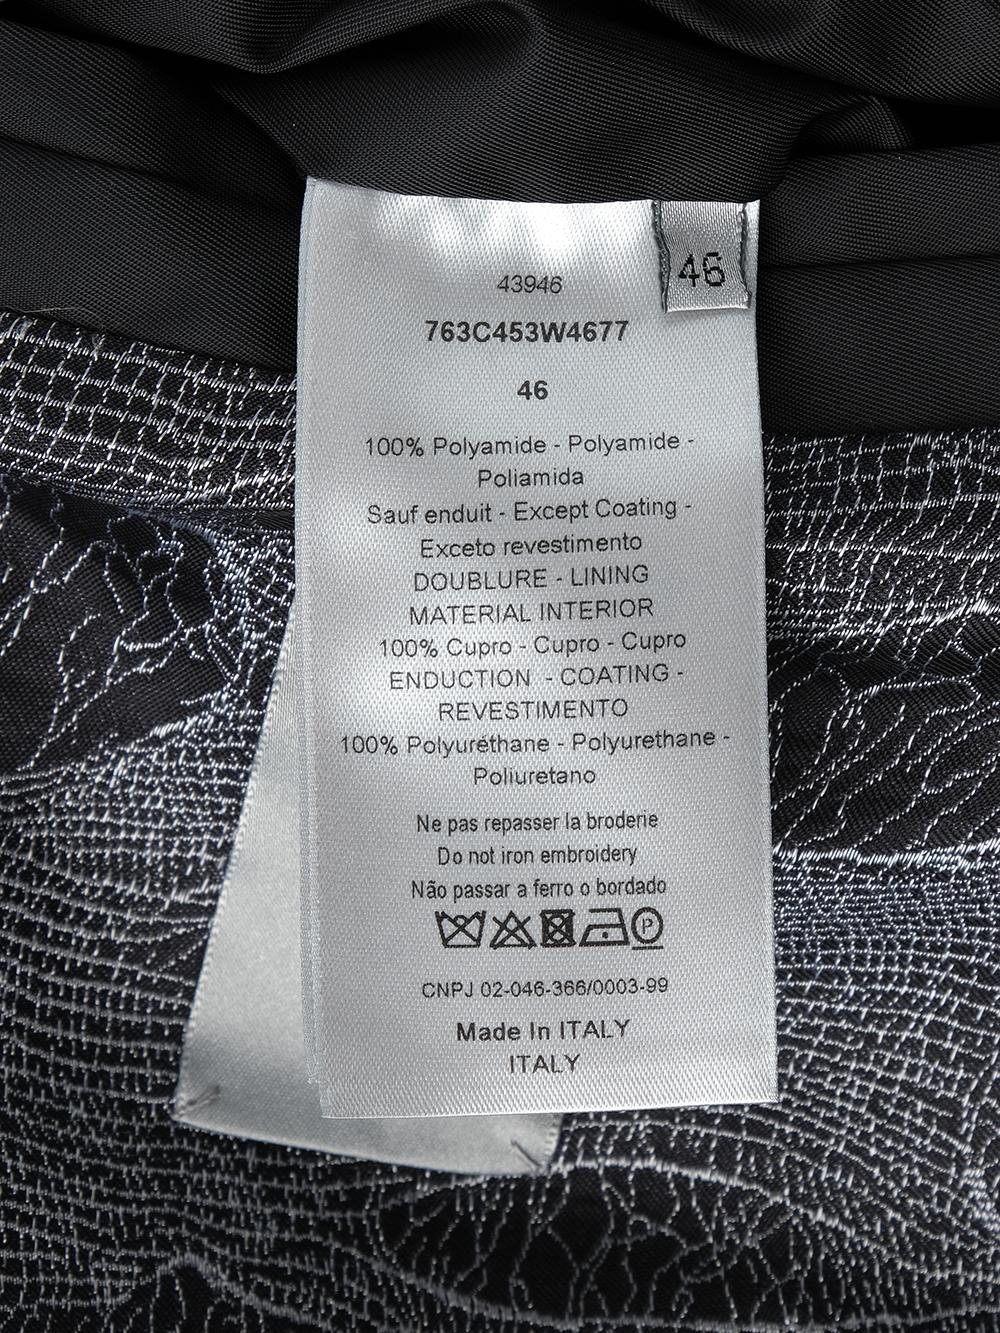 46
43946
763C453W4677
46
100% Polyamide - Polyamide -
Poliamida
Sauf enduit - Except Coating -
Exceto revestimento
DOUBLURE - LINING
MATERIAL INTERIOR
100% Cupro - Cupro - Cupro
ENDUCTION - COATING -
REVESTIMENTO
100% Polyuréthane - Polyurethane -
Poliuretano
Ne pas repasser la broderie
Do not iron embroidery
Não passar a ferro o bordado
P
CNPJ 02-046-366/0003-99
Made In ITALY
ITALY